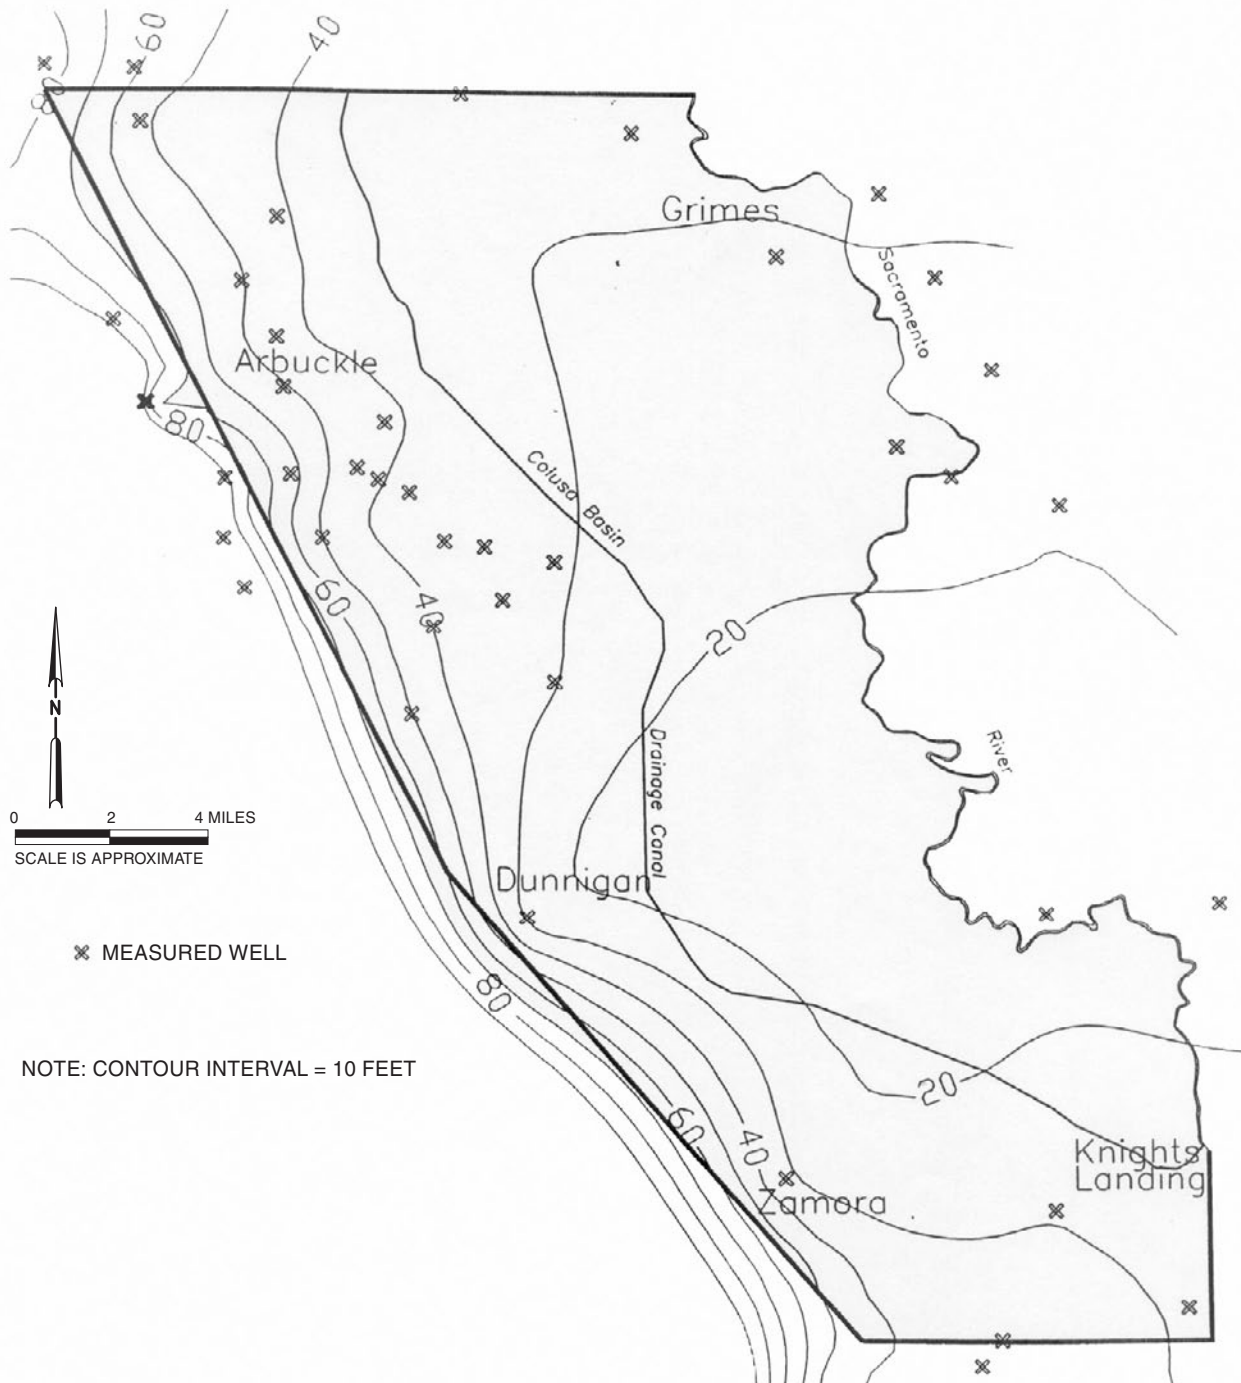 60
40
80
Grimes
Sacramento
Arbuckle
80
Colusa Basin
60
40
20
N
River
Drainage Canal
0 2 4 MILES
SCALE IS APPROXIMATE
Dunnigan
MEASURED WELL
80
NOTE: CONTOUR INTERVAL = 10 FEET
20
60
40
Knights
Landing
Zamora